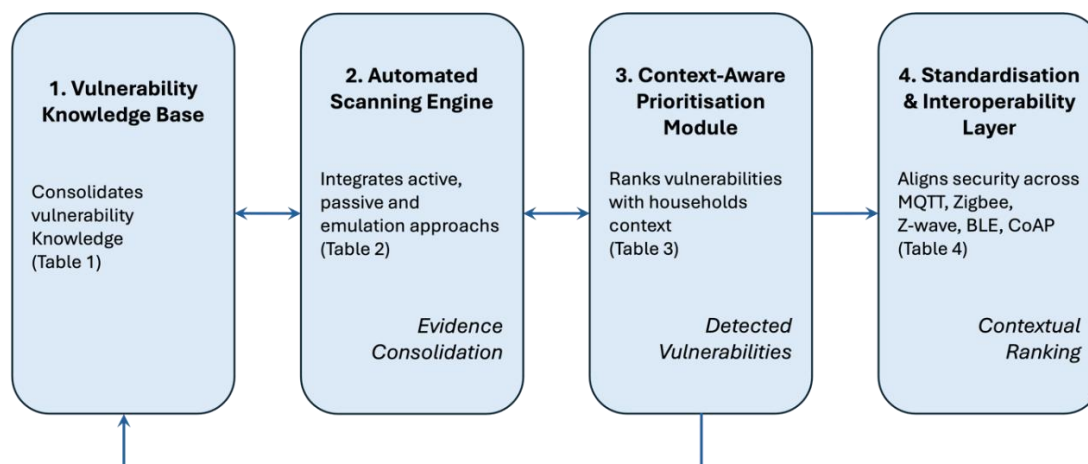 1. Vulnerability
Knowledge Base
Consolidates
vulnerability
Knowledge
(Table 1)
2. Automated
Scanning Engine
Integrates active,
passive and
emulation approachs
(Table 2)
Evidence
Consolidation
3. Context-Aware
Prioritisation
Module
Ranks vulnerabilities
with households
context
(Table 3)
Detected
Vulnerabilities
4. Standardisation
& Interoperability
Layer
Aligns security across
MQTT, Zigbee,
Z-wave, BLE, CoAP
(Table 4)
Contextual
Ranking